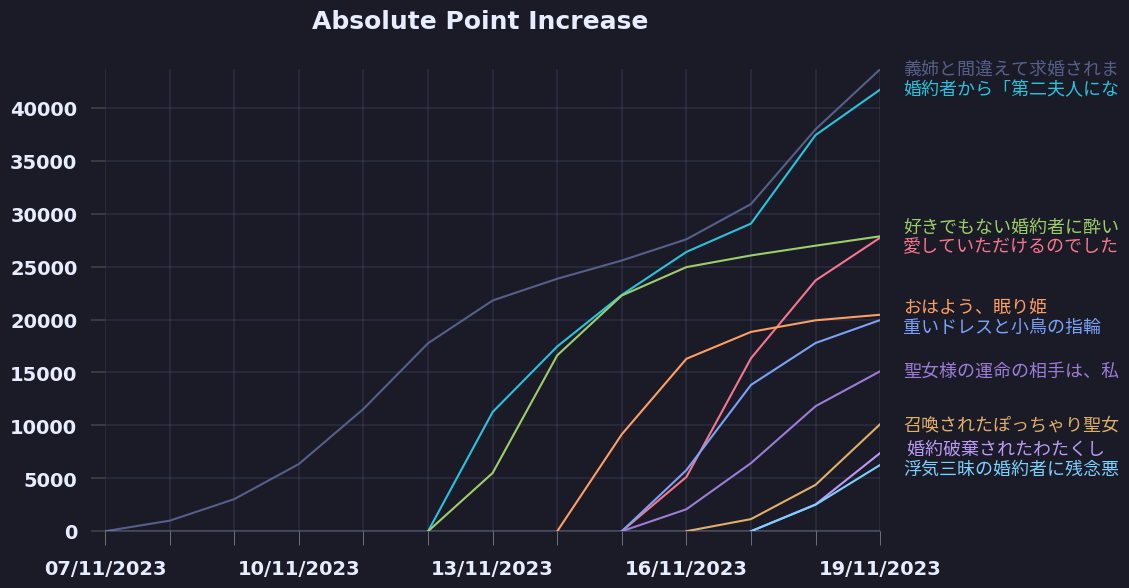 Absolute Point Increase
義姉と間違えて求婚されま
婚約者から「第二夫人にな
40000
35000
30000
好きでもない婚約者に酔い
愛していただけるのでした
25000
おはよう、眠り姫
20000
重いドレスと小鳥の指輪
15000
聖女様の運命の相手は、私
10000
召喚されたぽっちゃり聖女
婚約破棄されたわたくし
5000
浮気三昧の婚約者に残念悪
0
07/11/2023
10/11/2023
13/11/2023
16/11/2023
19/11/2023